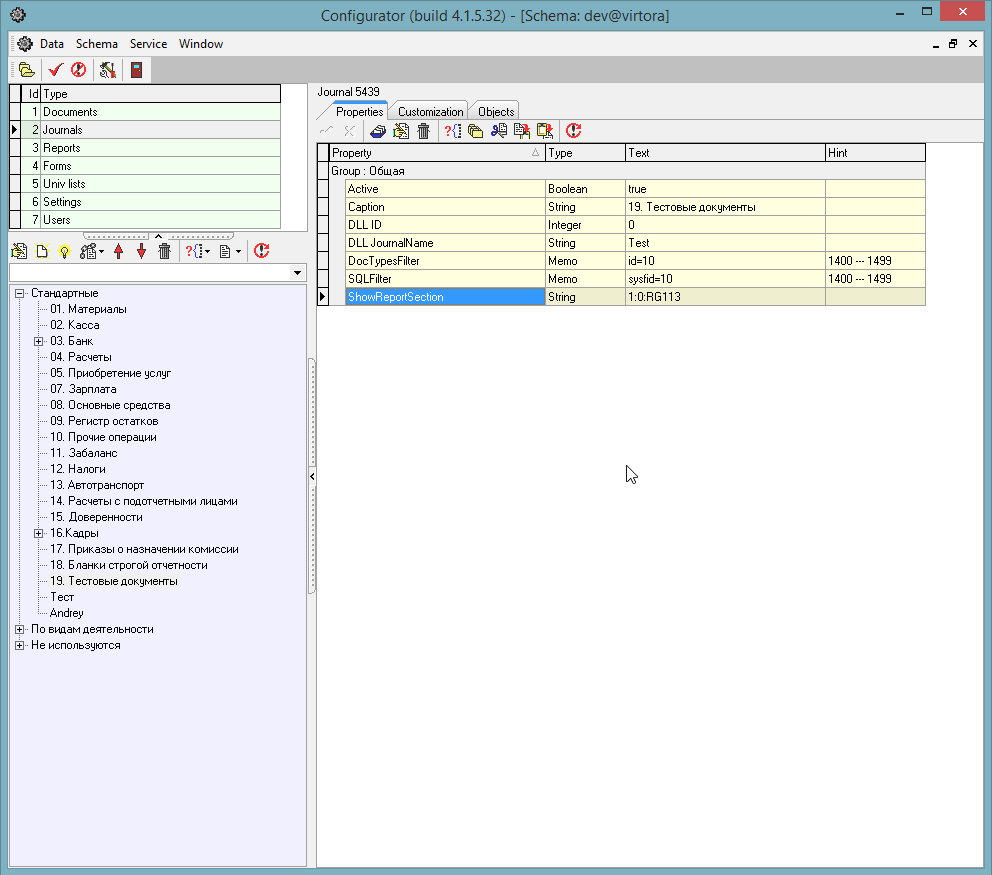 Configurator (build 4.1.5.32) - [Schema: dev@virtora]
Data Schema Service Window
Id Type
1 Documents
2 Journals
3 Reports
4 Forms
5 Univ lists
6 Settings
7 Users
Стандартные
01. Материалы
02. Касса
03. Банк
04. Расчеты
05. Приобретение услуг
07. Зарплата
08. Основные средства
09. Регистр остатков
10. Прочие операции
11. Забаланс
12. Налоги
13. Автотранспорт
14. Расчеты с подотчетными лицами
15. Доверенности
16.Кадры
17. Приказы о назначении комиссии
18. Бланки строгой отчетности
19. Тестовые документы
Тест
Andrey
По видам деятельности
Не используются
Journal 5439
Properties Customization Objects
Property Type Text Hint
Group : Общая
Active Boolean true
Caption String 19. Тестовые документы
DLL ID Integer 0
DLL JournalName String Test
DocTypesFilter Memo id=10 1400 --- 1499
SQLFilter Memo sysfid=10 1400 --- 1499
ShowReportSection String 1:0:RG113